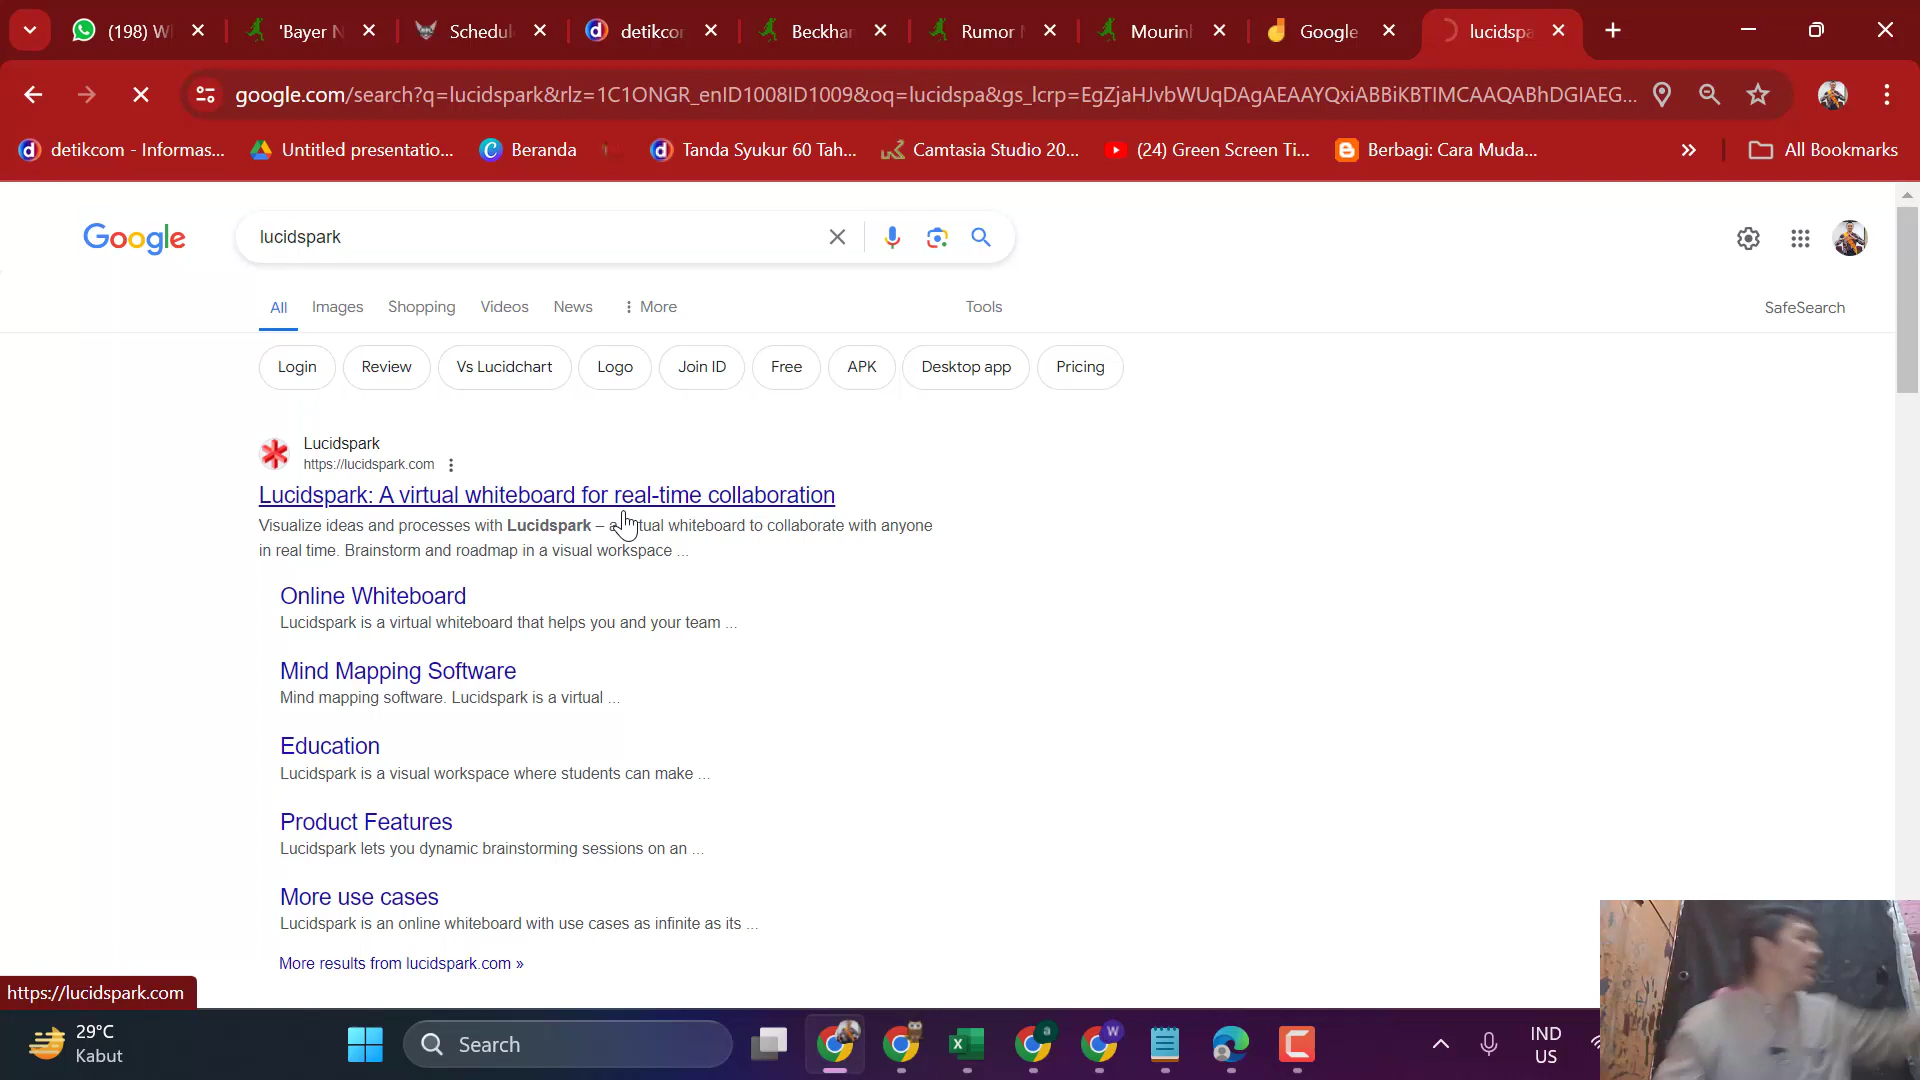 (198) W
'Bayer N
Schedul
detikcor
Beckhar
Rumor
Mourinh
Google
lucidspa
google.com/search?q=lucidspark&rlz=1C1ONGR_enID1008ID1009&oq=lucidspa&gs_lcrp=EgZjaHJvbWUqDAgAEAAYQxiABBiKBTIMCAAQABhDGIAEG...
detikcom - Informas...
Untitled presentatio...
Beranda
Tanda Syukur 60 Tah...
Camtasia Studio 20...
(24) Green Screen Ti...
Berbagi: Cara Muda...
All Bookmarks
Google
lucidspark
All
Images
Shopping
Videos
News
More
Tools
SafeSearch
Login
Review
Vs Lucidchart
Logo
Join ID
Free
APK
Desktop app
Pricing
Lucidspark
https://lucidspark.com
Lucidspark: A virtual whiteboard for real-time collaboration
Visualize ideas and processes with Lucidspark – a virtual whiteboard to collaborate with anyone
in real time. Brainstorm and roadmap in a visual workspace ...
Online Whiteboard
Lucidspark is a virtual whiteboard that helps you and your team ...
Mind Mapping Software
Mind mapping software. Lucidspark is a virtual ...
Education
Lucidspark is a visual workspace where students can make ...
Product Features
Lucidspark lets you dynamic brainstorming sessions on an ...
More use cases
Lucidspark is an online whiteboard with use cases as infinite as its ...
More results from lucidspark.com »
https://lucidspark.com
29°C
Kabut
Search
IND
US